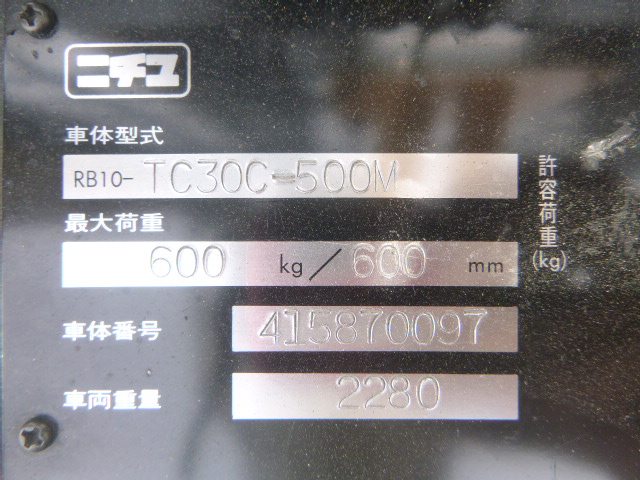 ニチユ
車体型式
RB10-TC30C-500M
最大荷重
600 kg／600 mm
車体番号
415870097
車両重量
2280
許容荷重(kg)